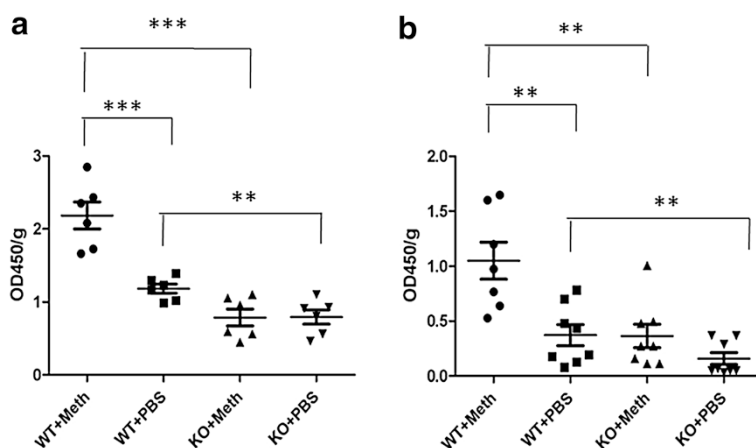 a
***
***
**
3
2
1
0
OD450/g
WT+Meth
WT+PBS
KO+Meth
KO+PBS
b
**
**
**
2.0
1.5
1.0
0.5
0.0
OD450/g
WT+Meth
WT+PBS
KO+Meth
KO+PBS